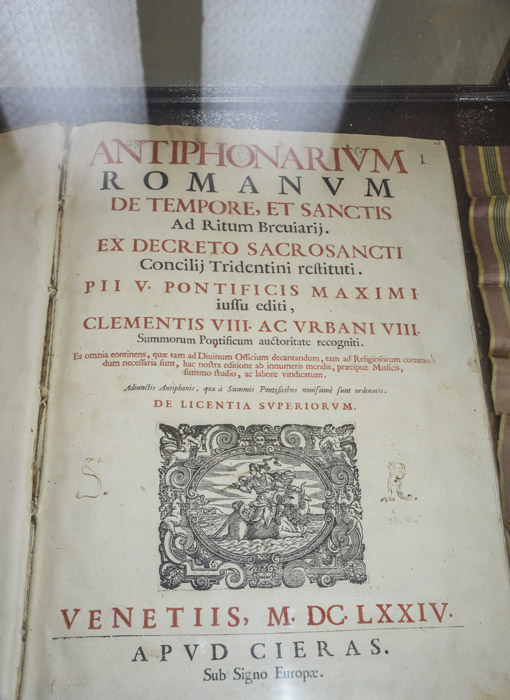 ANTIPHONARIVM
1
ROMANVM
DE TEMPORE, ET SANCTIS
Ad Ritum Breuiarij.
EX DECRETO SACROSANCTI
Concilij Tridentini reſtituti.
PII V. PONTIFICIS MAXIMI
iuſſu editi,
CLEMENTIS VIII. AC VRBANI VIII.
Summorum Pontificum auctoritate recogniti.
Ea omnia continens, quæ tam ad Diuinum Officium decantandum, tam ad Religioſorum commo-
dum neceſſaria ſunt, hac noſtra editione ab innumeris mendis, præcipuè Muſicis,
ſummo ſtudio, ac labore vindicatum.
Adiunctis Antiphonis, quæ à Summis Pontificibus nouiſsimè ſunt ordinatis.
DE LICENTIA SVPERIORVM.
S. R.
VENETIIS, M. DC. LXXIV.
APVD CIERAS.
Sub Signo Europæ.